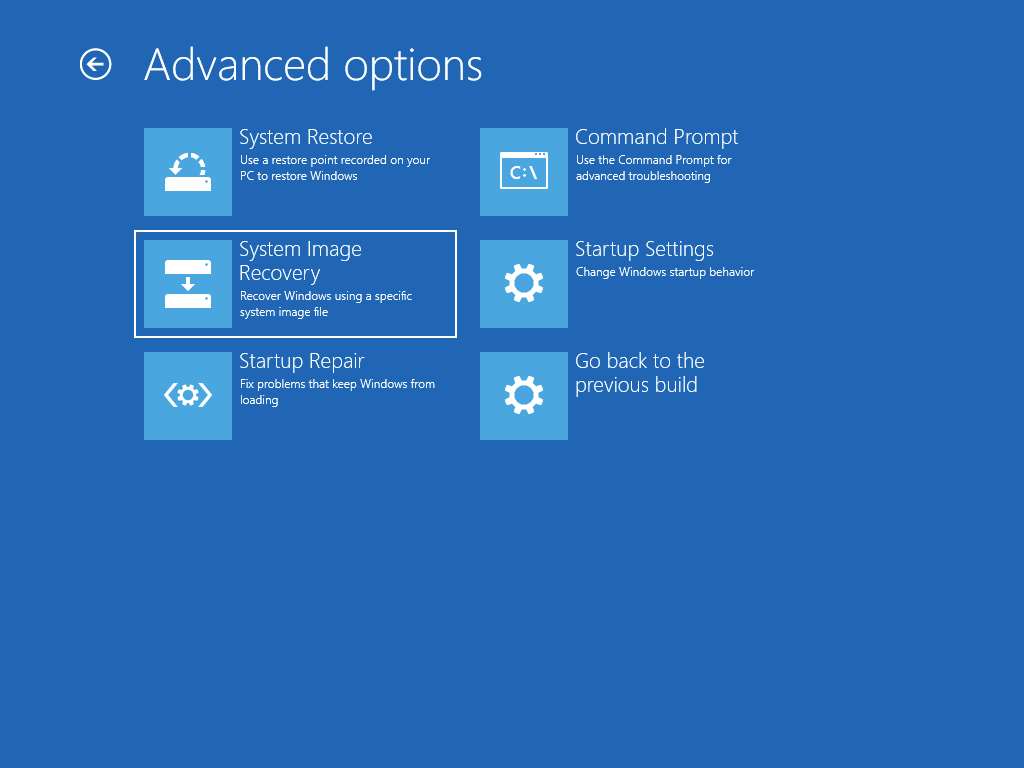 Advanced options
System Restore
Use a restore point recorded on your
PC to restore Windows
C:\
Command Prompt
Use the Command Prompt for
advanced troubleshooting
System Image
Recovery
Recover Windows using a specific
system image file
Startup Settings
Change Windows startup behavior
Startup Repair
Fix problems that keep Windows from
loading
Go back to the
previous build